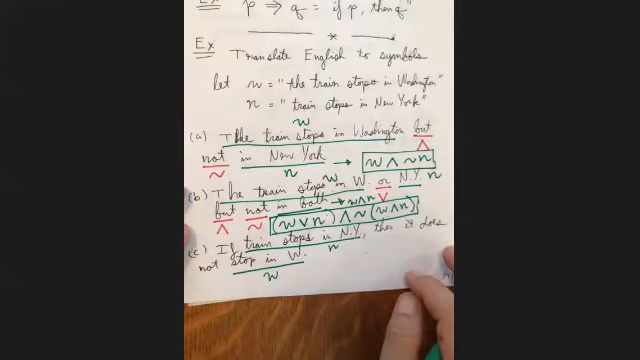 Ex p ⇒ q = "if p, then q"
Ex Translate English to symbols
Let w = "the train stops in Washington"
n = "train stops in New York"
w
(a) The train stops in Washington but
∧
not in New York → w ∧ ~n
~ n
(b) The train stops in W. or N.Y. n
w ∨
but not in both → w∧n
∧ ~ (w ∨ n) ∧ ~(w ∧ n)
(c) If train stops in N.Y., then it does
n
not stop in W.
w